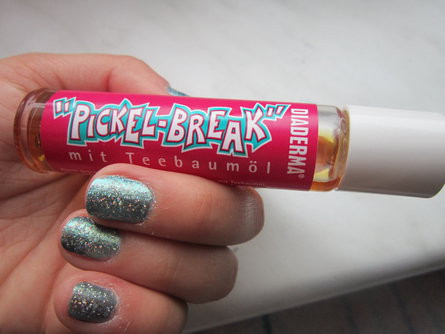 "PICKEL-BREAK"
mit Teebaumöl
DIADERMA®